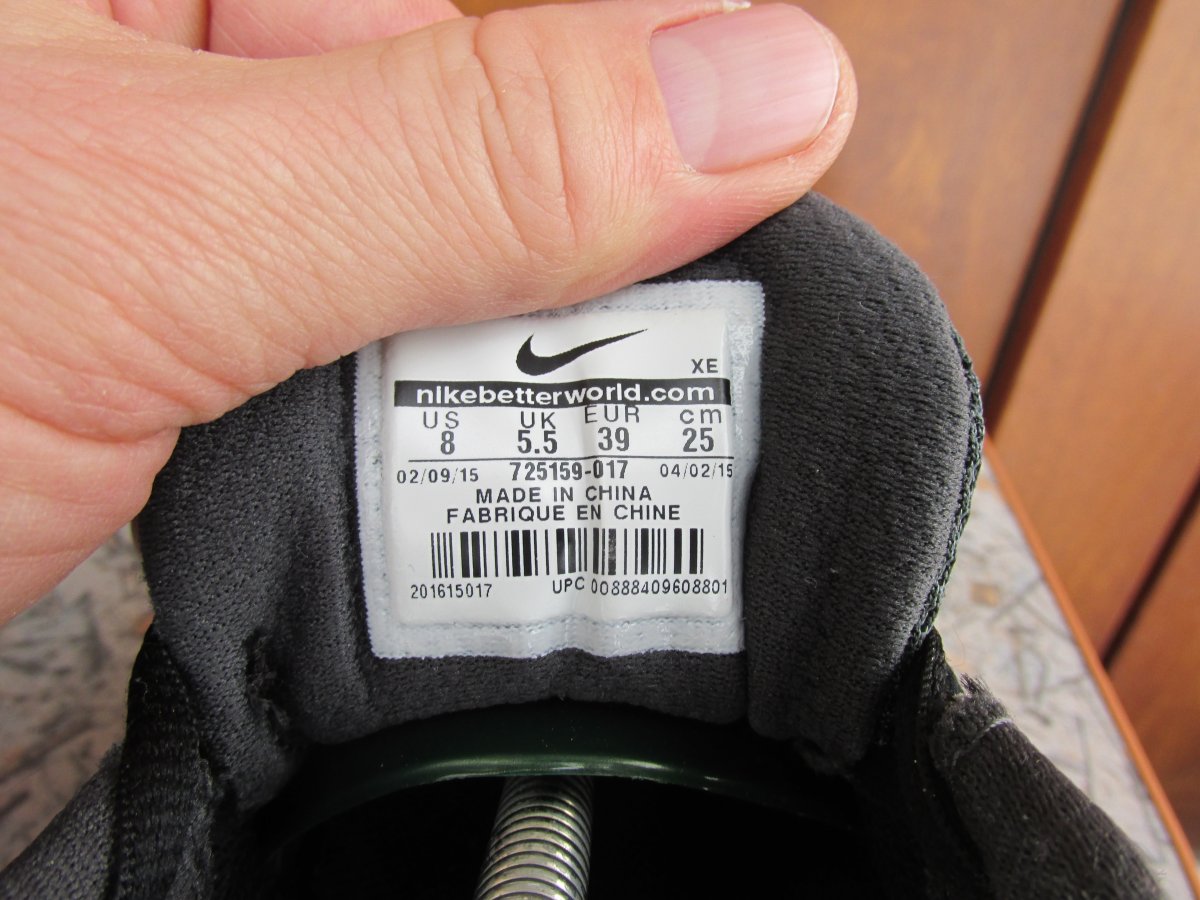 XE
nikebetterworld.com
US UK EUR cm
8 5.5 39 25
02/09/15 725159-017 04/02/15
MADE IN CHINA
FABRIQUE EN CHINE
201615017 UPC 00888409608801